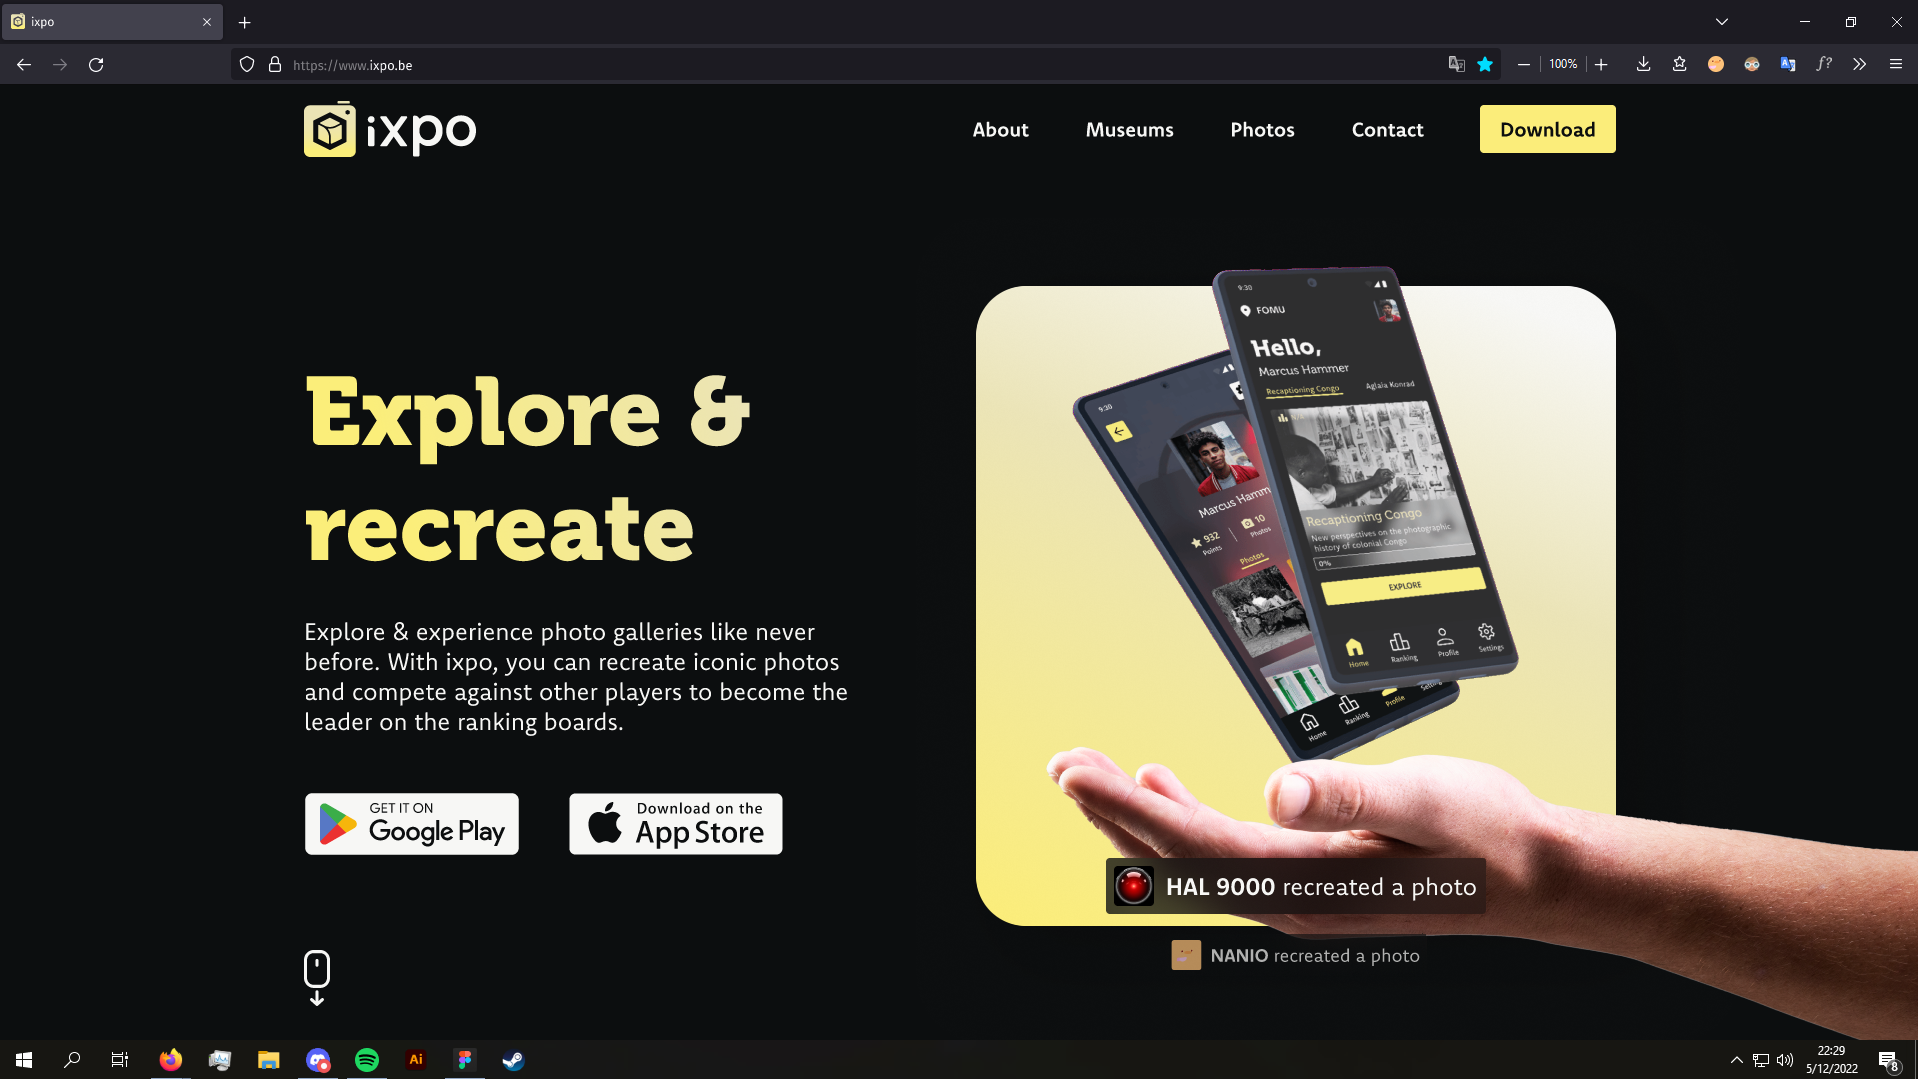 ixpo
https://www.ixpo.be
100%
f?
ixpo
About
Museums
Photos
Contact
Download
Explore &
recreate
Explore & experience photo galleries like never
before. With ixpo, you can recreate iconic photos
and compete against other players to become the
leader on the ranking boards.
GET IT ON
Google Play
Download on the
App Store
9:30
FOMU
Hello,
Marcus Hammer
Recaptioning Congo
Aglaia Konrad
Recaptioning Congo
New perspectives on the photographic
history of colonial Congo
0%
EXPLORE
Home
Ranking
Profile
Settings
9:30
Marcus Hamm
932
Points
10
Photos
Photos
Home
Ranking
Profile
HAL 9000 recreated a photo
NANIO recreated a photo
Ai
22:29
5/12/2022
8